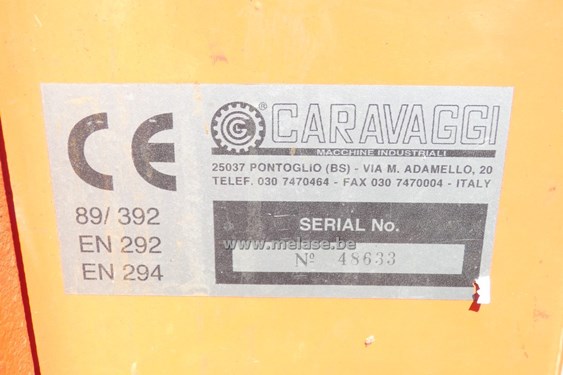 CE
89/ 392
EN 292
EN 294
G ® CARAVAGGI
MACCHINE INDUSTRIALI
25037 PONTOGLIO (BS) - VIA M. ADAMELLO, 20
TELEF. 030 7470464 - FAX 030 7470004 - ITALY
SERIAL No.
www.melase.be
Nº 48633